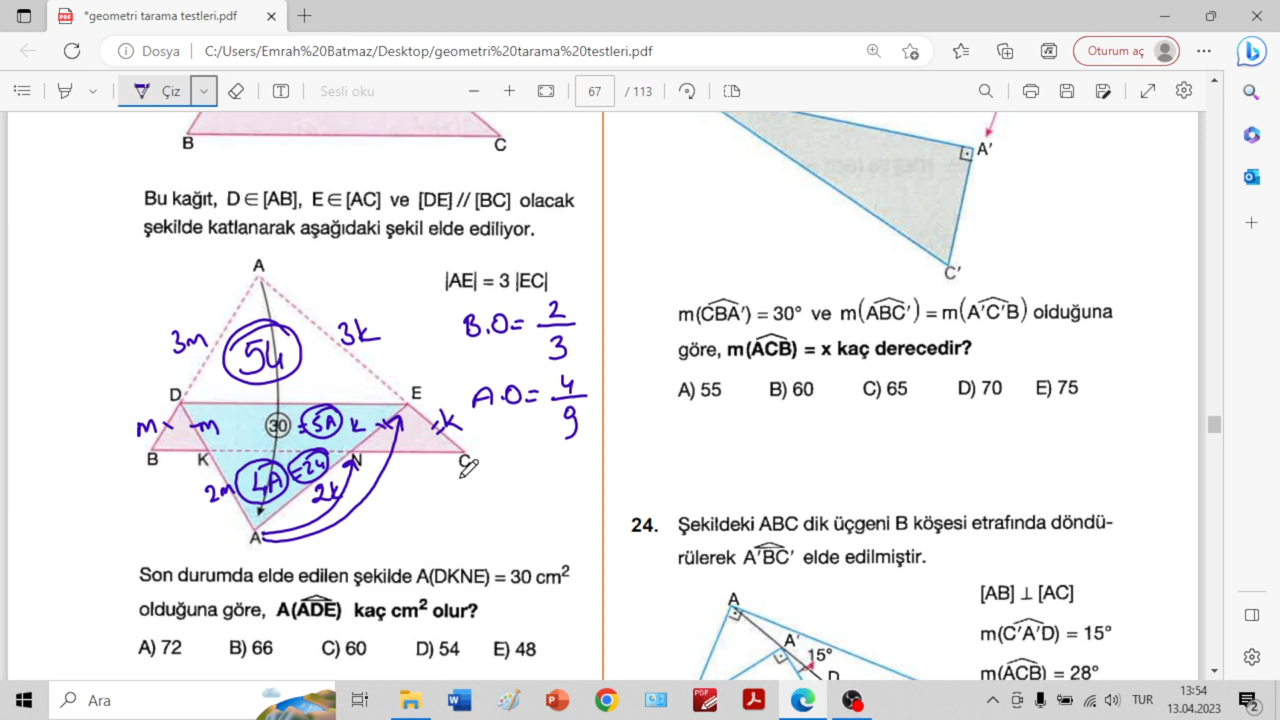 *geometri tarama testleri.pdf
Dosya
C:/Users/Emrah%20Batmaz/Desktop/geometri%20tarama%20testleri.pdf
Oturum aç
Çiz
Sesli oku
67 / 113
B
C
Bu kağıt, D∈[AB], E∈[AC] ve [DE]//[BC] olacak
şekilde katlanarak aşağıdaki şekil elde ediliyor.
A
|AE| = 3 |EC|
3m
54
3k
B.O = 2/3
A.O = 4/9
D
E
m
m
30
=5A
k
k
B
K
N
C
2m
4A
=24
2k
A'
Son durumda elde edilen şekilde A(DKNE) = 30 cm²
olduğuna göre, A(ADE) kaç cm² olur?
A) 72 B) 66 C) 60 D) 54 E) 48
A'
C'
m(CBA') = 30° ve m(ABC') = m(A'C'B) olduğuna
göre, m(ACB) = x kaç derecedir?
A) 55 B) 60 C) 65 D) 70 E) 75
24. Şekildeki ABC dik üçgeni B köşesi etrafında döndü-
rülerek A'BC' elde edilmiştir.
A
[AB] ⊥ [AC]
A'
m(C'A'D) = 15°
15°
D
m(ACB) = 28°
Ara
TUR
13:54
13.04.2023
2